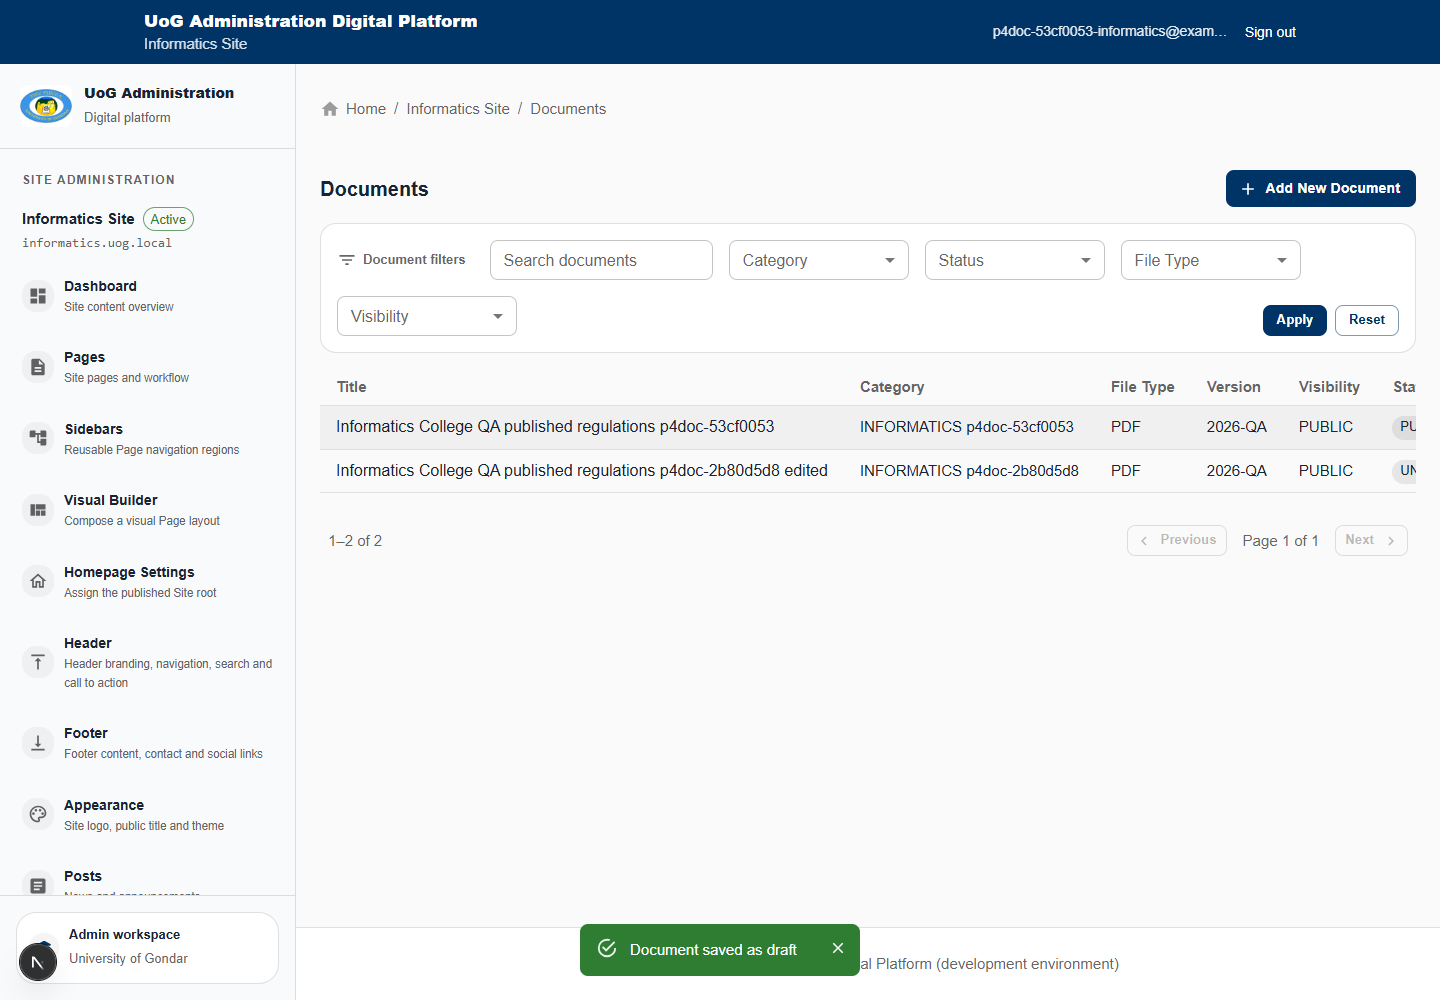 UoG Administration Digital Platform
Informatics Site
p4doc-53cf0053-informatics@exam...
Sign out
UoG Administration
Digital platform
SITE ADMINISTRATION
Informatics Site Active
informatics.uog.local
Dashboard
Site content overview
Pages
Site pages and workflow
Sidebars
Reusable Page navigation regions
Visual Builder
Compose a visual Page layout
Homepage Settings
Assign the published Site root
Header
Header branding, navigation, search and
call to action
Footer
Footer content, contact and social links
Appearance
Site logo, public title and theme
Posts
Admin workspace
University of Gondar
N
Home / Informatics Site / Documents
Documents
Add New Document
Document filters
Search documents
Category
Status
File Type
Visibility
Apply
Reset
Title Category File Type Version Visibility Sta
Informatics College QA published regulations p4doc-53cf0053 INFORMATICS p4doc-53cf0053 PDF 2026-QA PUBLIC PU
Informatics College QA published regulations p4doc-2b80d5d8 edited INFORMATICS p4doc-2b80d5d8 PDF 2026-QA PUBLIC UN
1–2 of 2
Previous
Page 1 of 1
Next
Document saved as draft
al Platform (development environment)